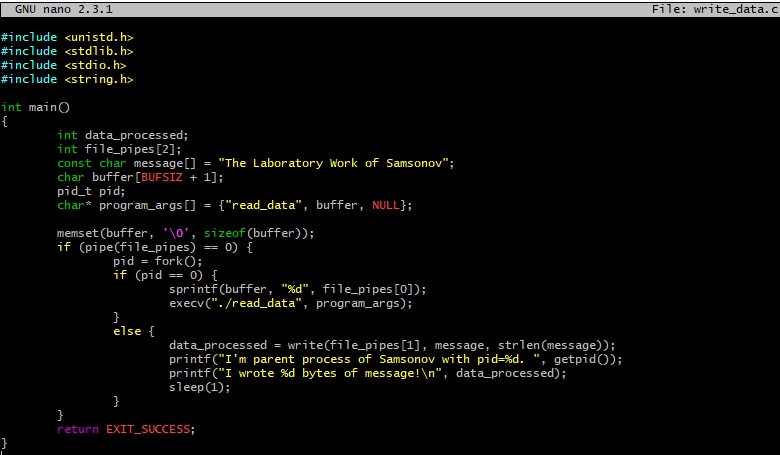 GNU nano 2.3.1 File: write_data.c
#include <unistd.h>
#include <stdlib.h>
#include <stdio.h>
#include <string.h>
int main()
{
int data_processed;
int file_pipes[2];
const char message[] = "The Laboratory Work of Samsonov";
char buffer[BUFSIZ + 1];
pid_t pid;
char* program_args[] = {"read_data", buffer, NULL};
memset(buffer, '\0', sizeof(buffer));
if (pipe(file_pipes) == 0) {
pid = fork();
if (pid == 0) {
sprintf(buffer, "%d", file_pipes[0]);
execv("./read_data", program_args);
}
else {
data_processed = write(file_pipes[1], message, strlen(message));
printf("I'm parent process of Samsonov with pid=%d. ", getpid());
printf("I wrote %d bytes of message!\n", data_processed);
sleep(1);
}
}
return EXIT_SUCCESS;
}